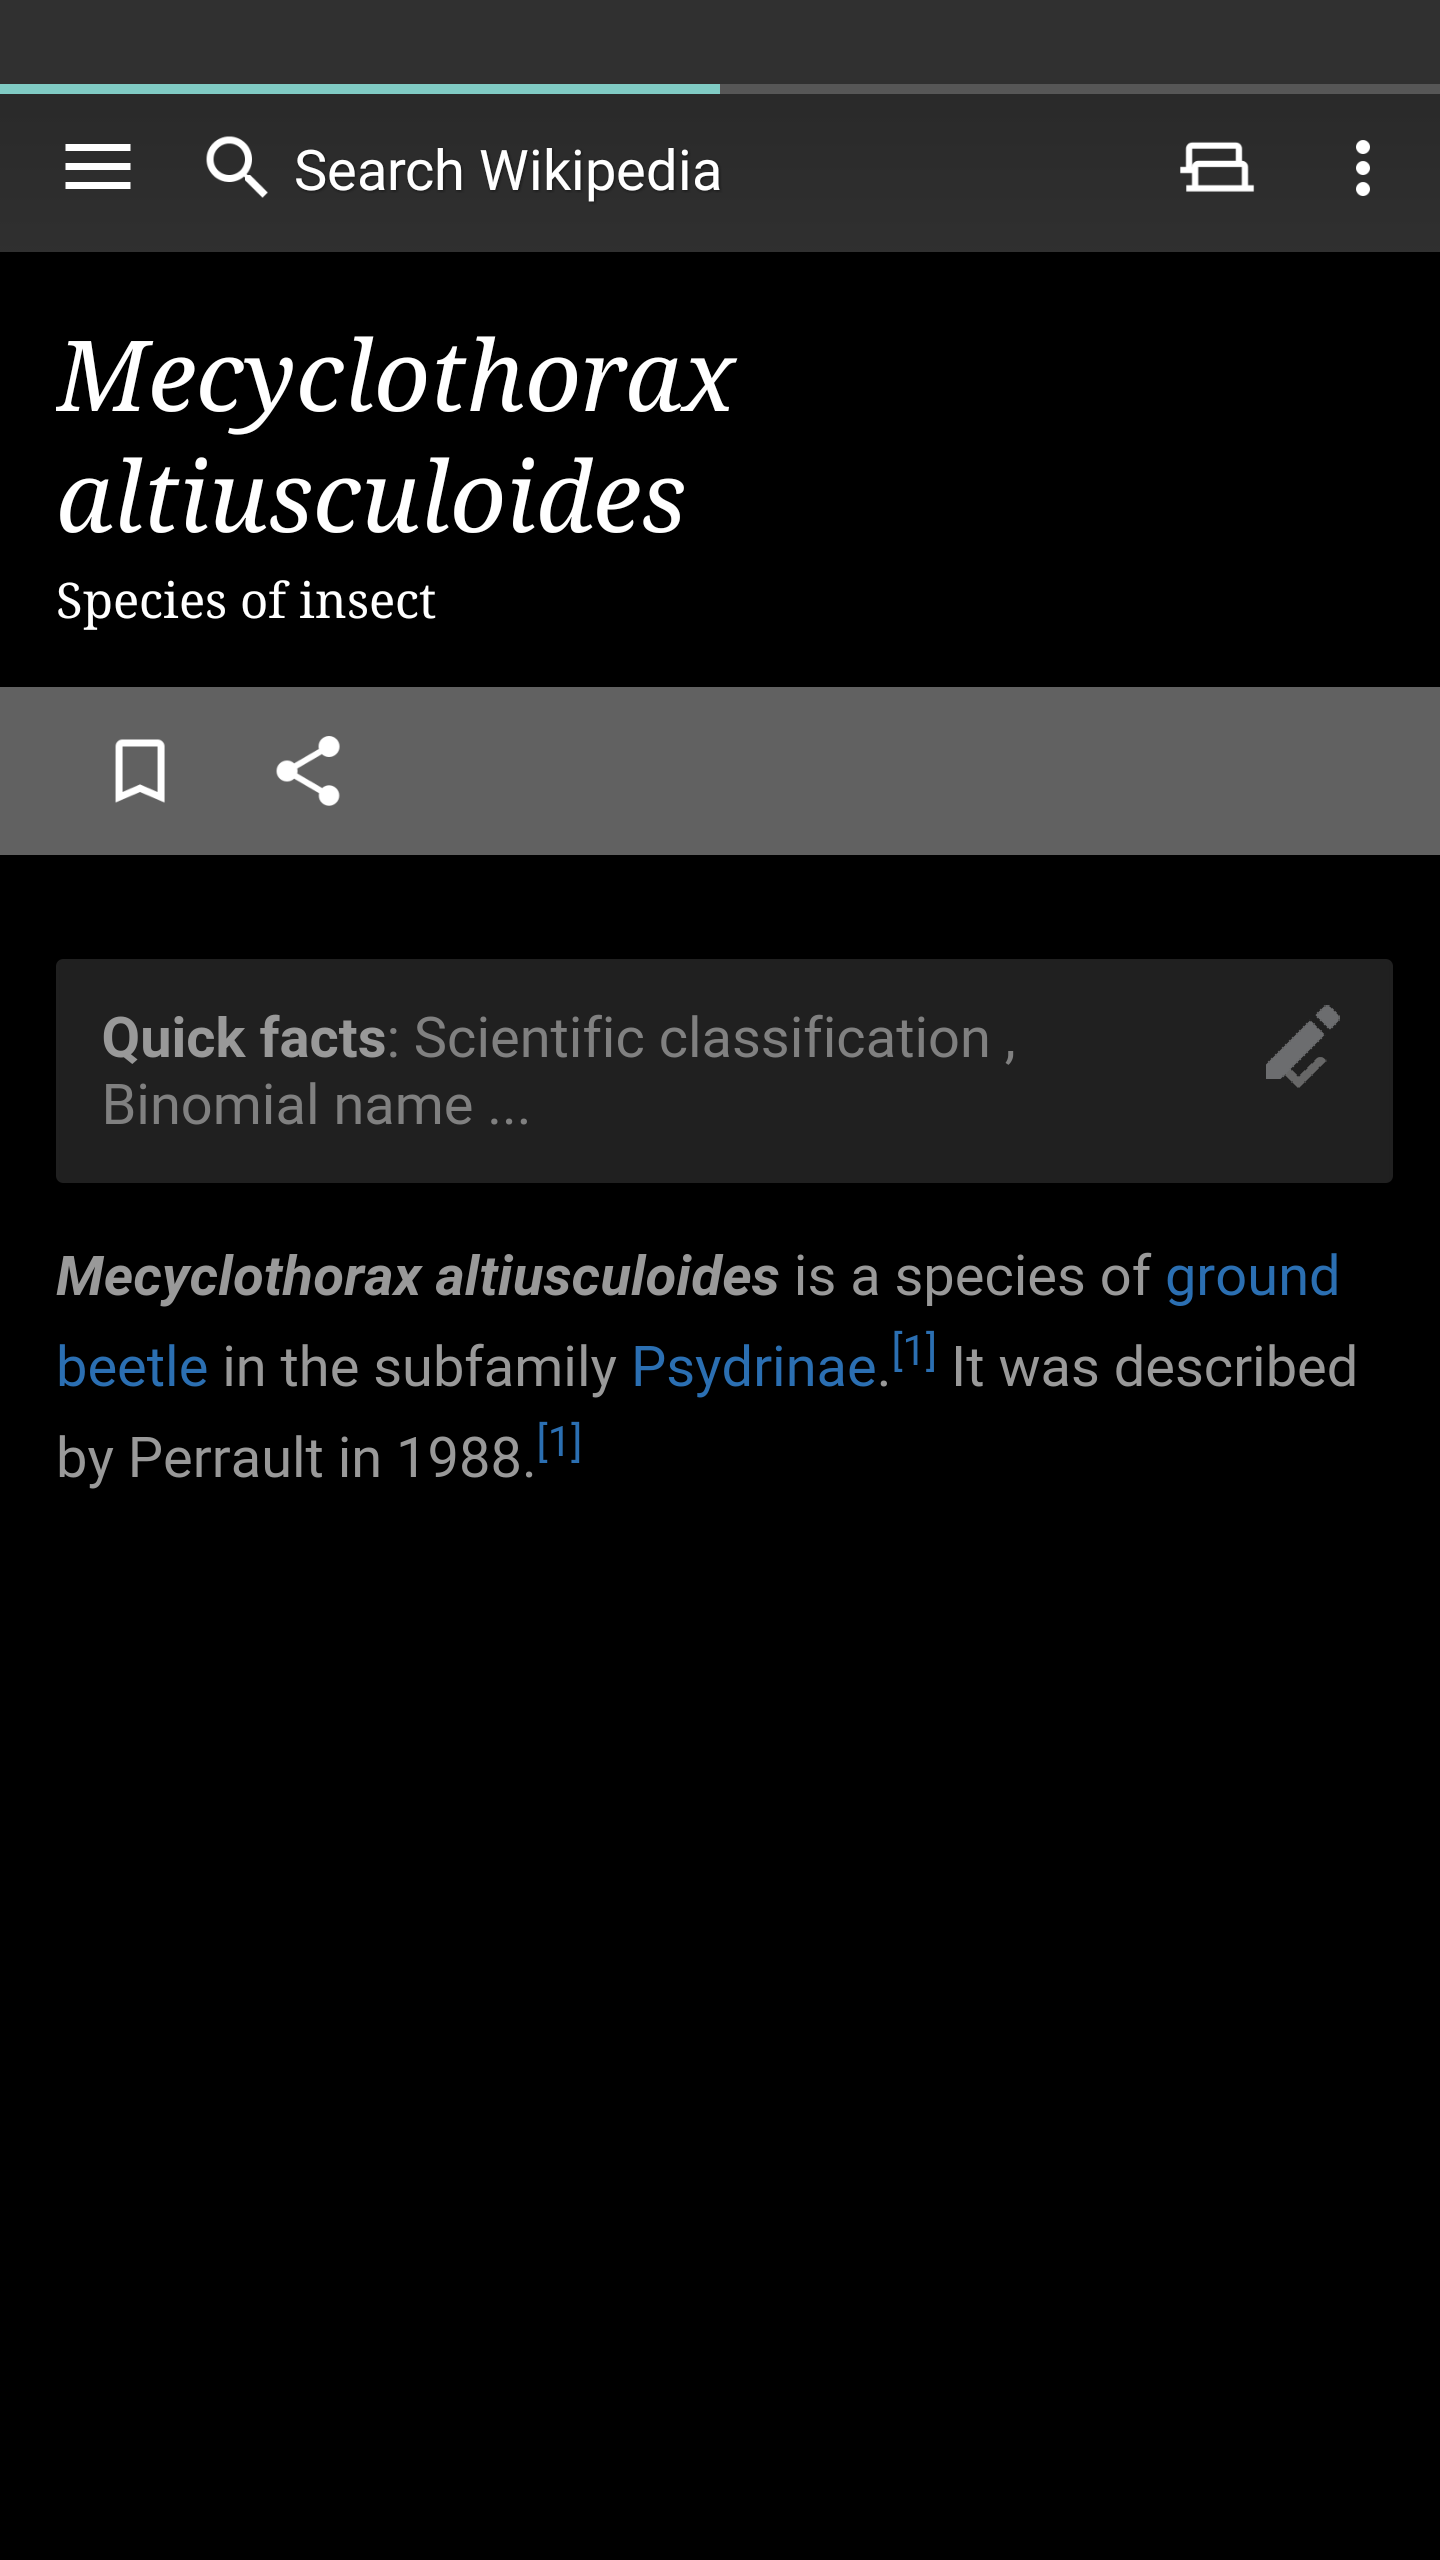 Search Wikipedia
Mecyclothorax
altiusculoides
Species of insect
Quick facts: Scientific classification ,
Binomial name ...
Mecyclothorax altiusculoides is a species of ground
beetle in the subfamily Psydrinae.[1] It was described
by Perrault in 1988.[1]